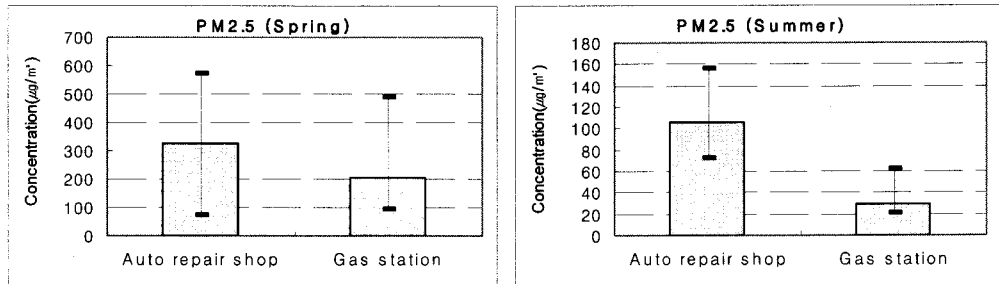 PM2.5 (Spring)
Concentration(㎍/㎥)
700
600
500
400
300
200
100
0
Auto repair shop
Gas station
PM2.5 (Summer)
Concentration(㎍/㎥)
180
160
140
120
100
80
60
40
20
0
Auto repair shop
Gas station